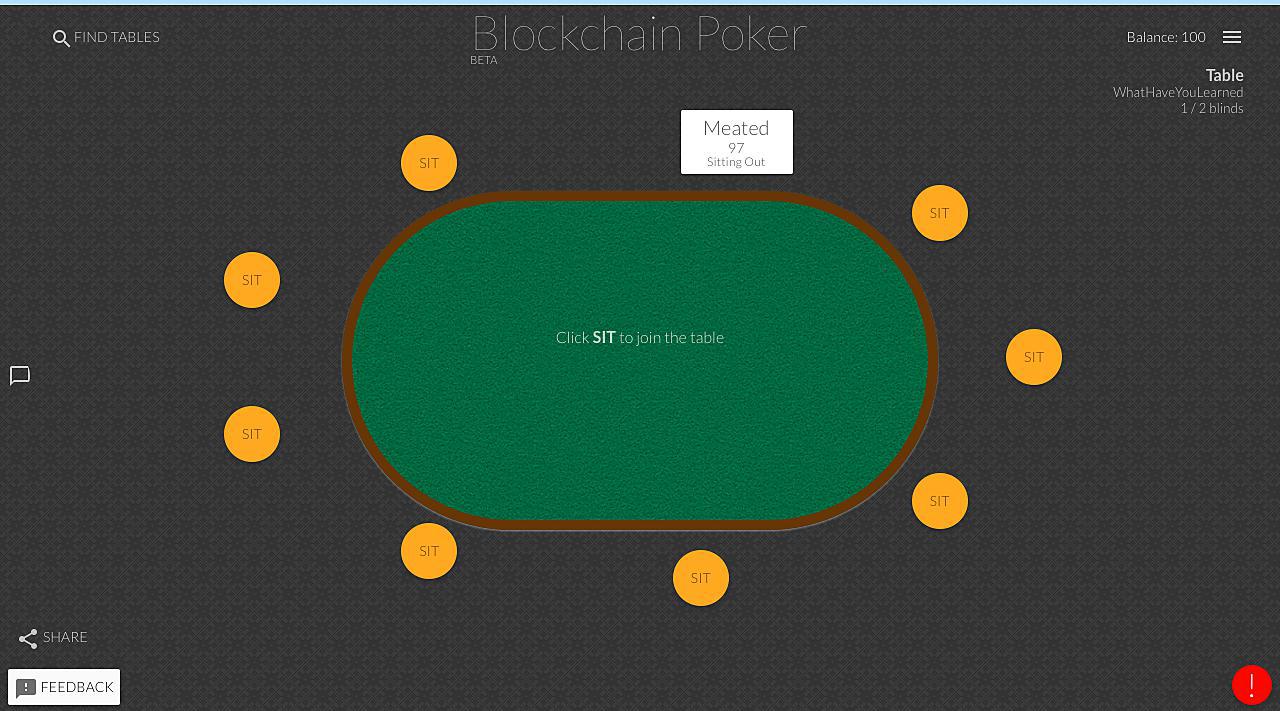 Blockchain Poker
BETA
FIND TABLES
Balance: 100
Table
WhatHaveYouLearned
1 / 2 blinds
Meated
97
Sitting Out
SIT
SIT
SIT
SIT
Click SIT to join the table
SIT
SIT
SIT
SIT
SHARE
FEEDBACK
!